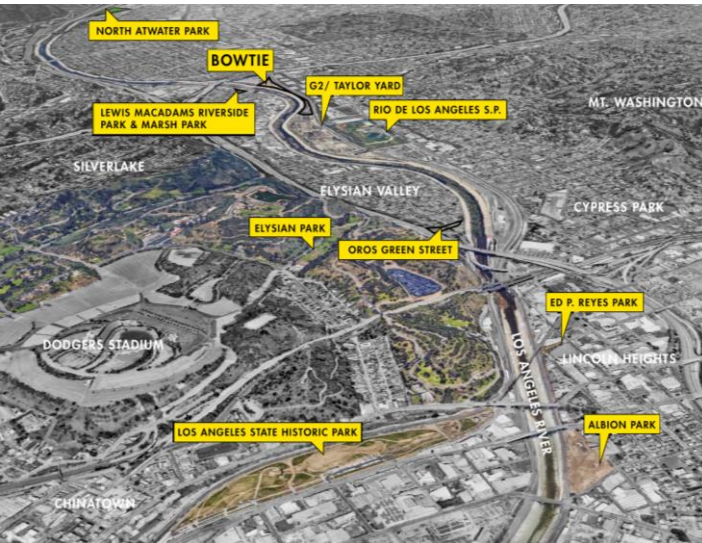 NORTH ATWATER PARK
BOWTIE
G2/ TAYLOR YARD
LEWIS MACADAMS RIVERSIDE
PARK & MARSH PARK
RIO DE LOS ANGELES S.P.
MT. WASHINGTON
SILVERLAKE
ELYSIAN VALLEY
CYPRESS PARK
ELYSIAN PARK
OROS GREEN STREET
ED P. REYES PARK
DODGERS STADIUM
LINCOLN HEIGHTS
LOS ANGELES RIVER
LOS ANGELES STATE HISTORIC PARK
ALBION PARK
CHINATOWN